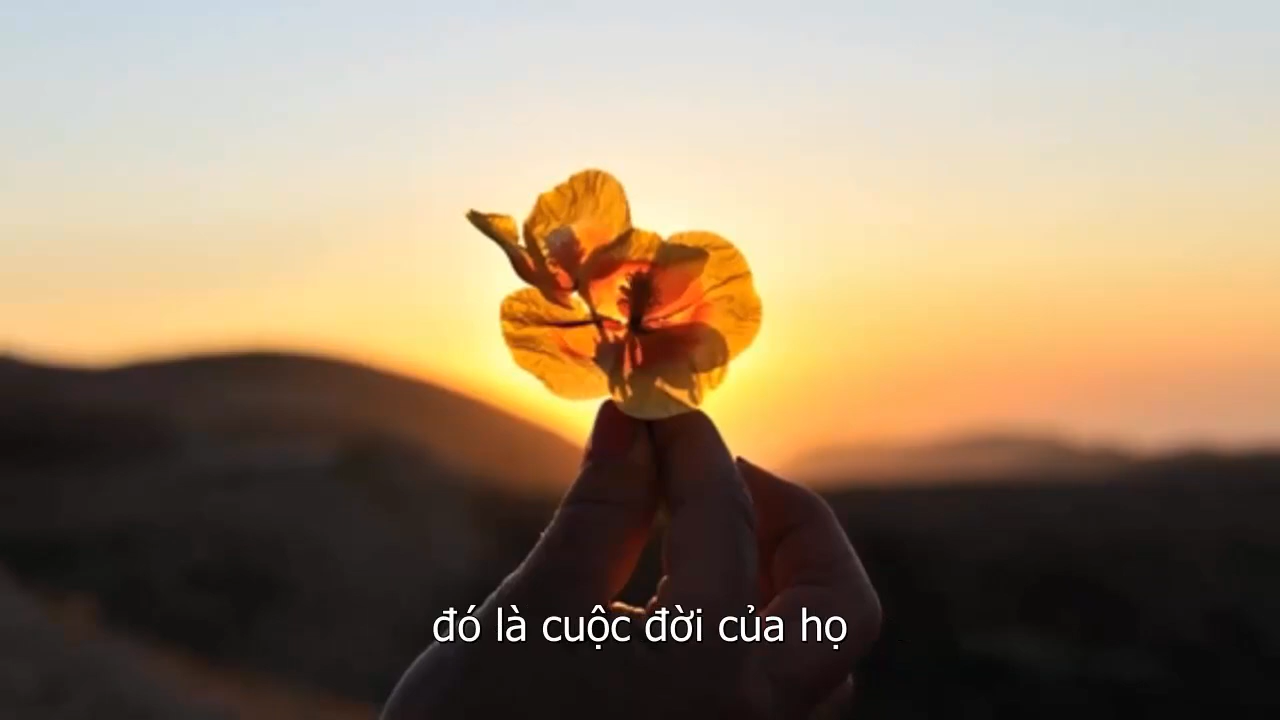 đó là cuộc đời của họ